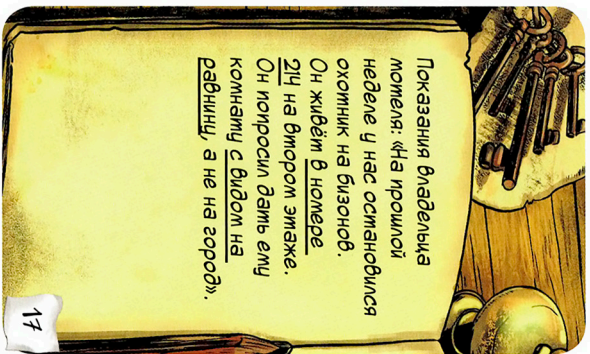 Показания владельца
мотеля: «На прошлой
неделе у нас остановился
охотник на бизонов.
Он живёт в номере
214 на втором этаже.
Он попросил дать ему
комнату с видом на
равнину, а не на город».
17